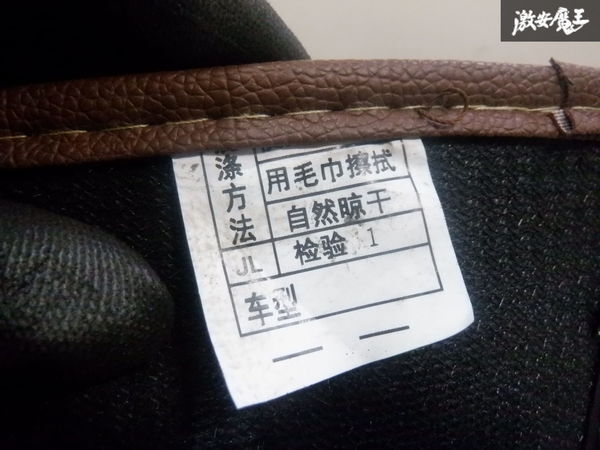 激安魔王
涤方法
用毛巾擦拭
自然晾干
JL
检验 1
车型